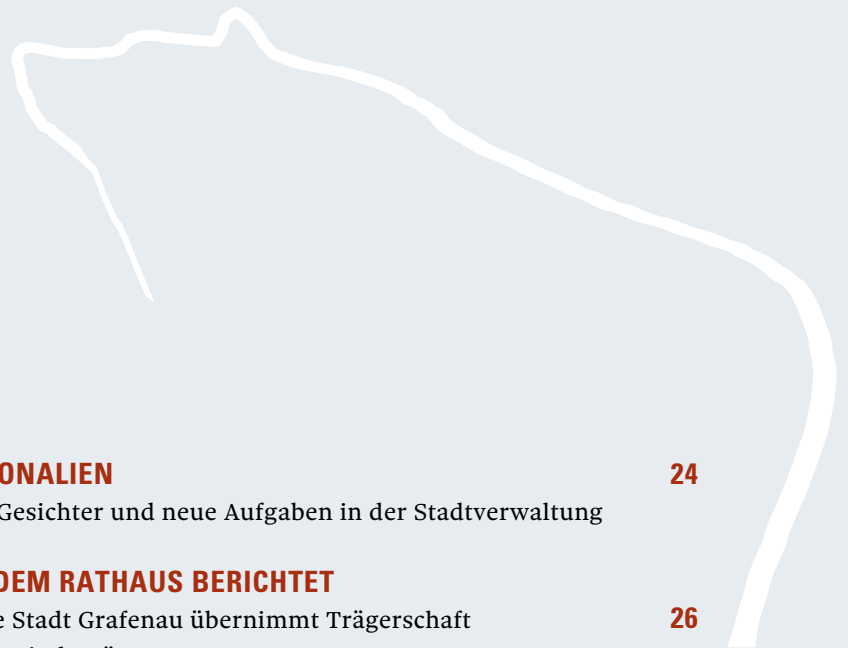 ONALIEN 24
Gesichter und neue Aufgaben in der Stadtverwaltung
DEM RATHAUS BERICHTET
e Stadt Grafenau übernimmt Trägerschaft 26